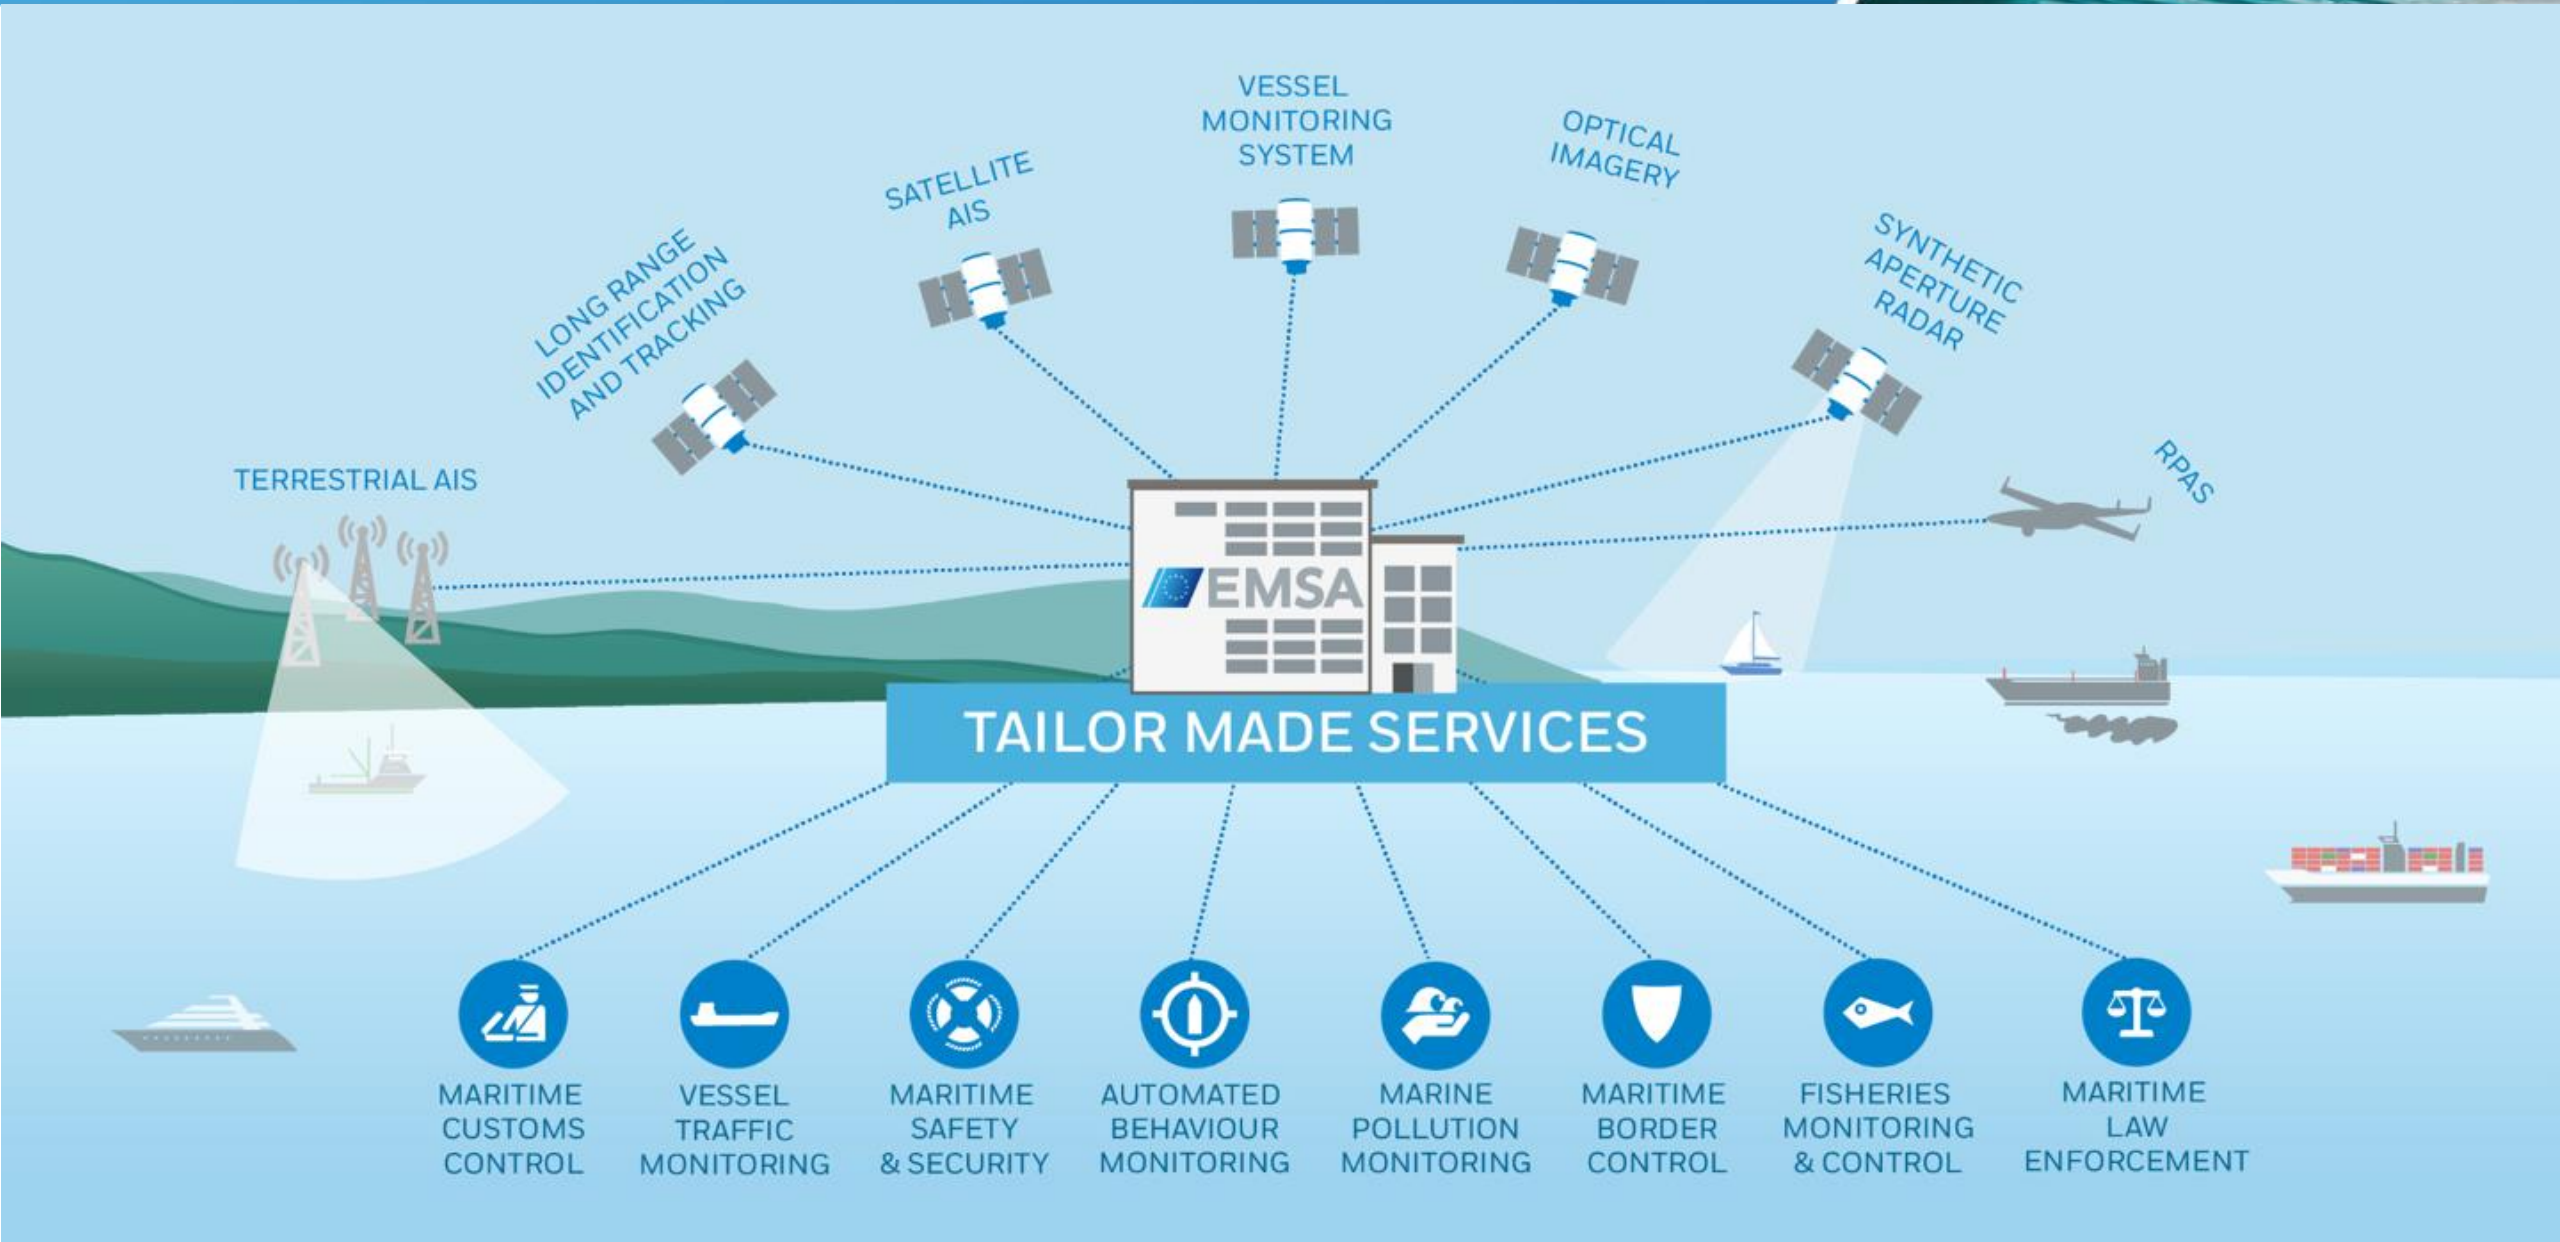 VESSEL
MONITORING
SYSTEM
OPTICAL
IMAGERY
SATELLITE
AIS
SYNTHETIC
APERTURE
RADAR
LONG RANGE
IDENTIFICATION
AND TRACKING
RPAS
TERRESTRIAL AIS
EMSA
TAILOR MADE SERVICES
MARITIME
CUSTOMS
CONTROL
VESSEL
TRAFFIC
MONITORING
MARITIME
SAFETY
& SECURITY
AUTOMATED
BEHAVIOUR
MONITORING
MARINE
POLLUTION
MONITORING
MARITIME
BORDER
CONTROL
FISHERIES
MONITORING
& CONTROL
MARITIME
LAW
ENFORCEMENT